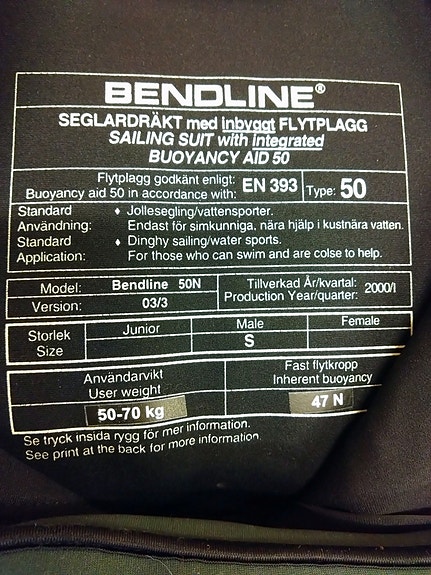 BENDLINE®
SEGLARDRÄKT med inbyggt FLYTPLAGG
SAILING SUIT with integrated
BUOYANCY AID 50
Flytplagg godkänt enligt:
Buoyancy aid 50 in accordance with: EN 393 Type: 50
Standard ♦ Jollesegling/vattensporter.
Användning: Endast för simkunniga, nära hjälp i kustnära vatten.
Standard ♦ Dinghy sailing/water sports.
Application: For those who can swim and are colse to help.
Model: Bendline 50N Tillverkad År/kvartal: 2000/I
Version: 03/3 Production Year/quarter:
Storlek Junior Male Female
Size S
Användarvikt Fast flytkropp
User weight Inherent buoyancy
50-70 kg 47 N
Se tryck insida rygg för mer information.
See print at the back for more information.